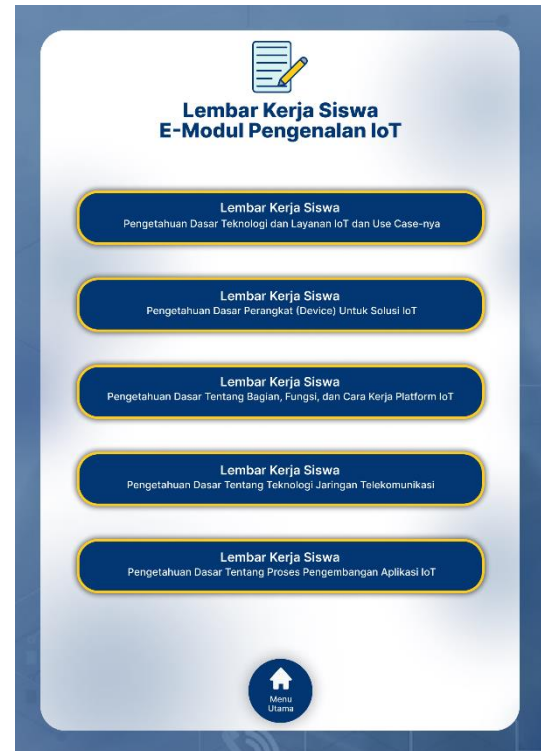 Lembar Kerja Siswa
E-Modul Pengenalan IoT
Lembar Kerja Siswa
Pengetahuan Dasar Teknologi dan Layanan IoT dan Use Case-nya
Lembar Kerja Siswa
Pengetahuan Dasar Perangkat (Device) Untuk Solusi IoT
Lembar Kerja Siswa
Pengetahuan Dasar Tentang Bagian, Fungsi, dan Cara Kerja Platform IoT
Lembar Kerja Siswa
Pengetahuan Dasar Tentang Teknologi Jaringan Telekomunikasi
Lembar Kerja Siswa
Pengetahuan Dasar Tentang Proses Pengembangan Aplikasi IoT
Menu
Utama